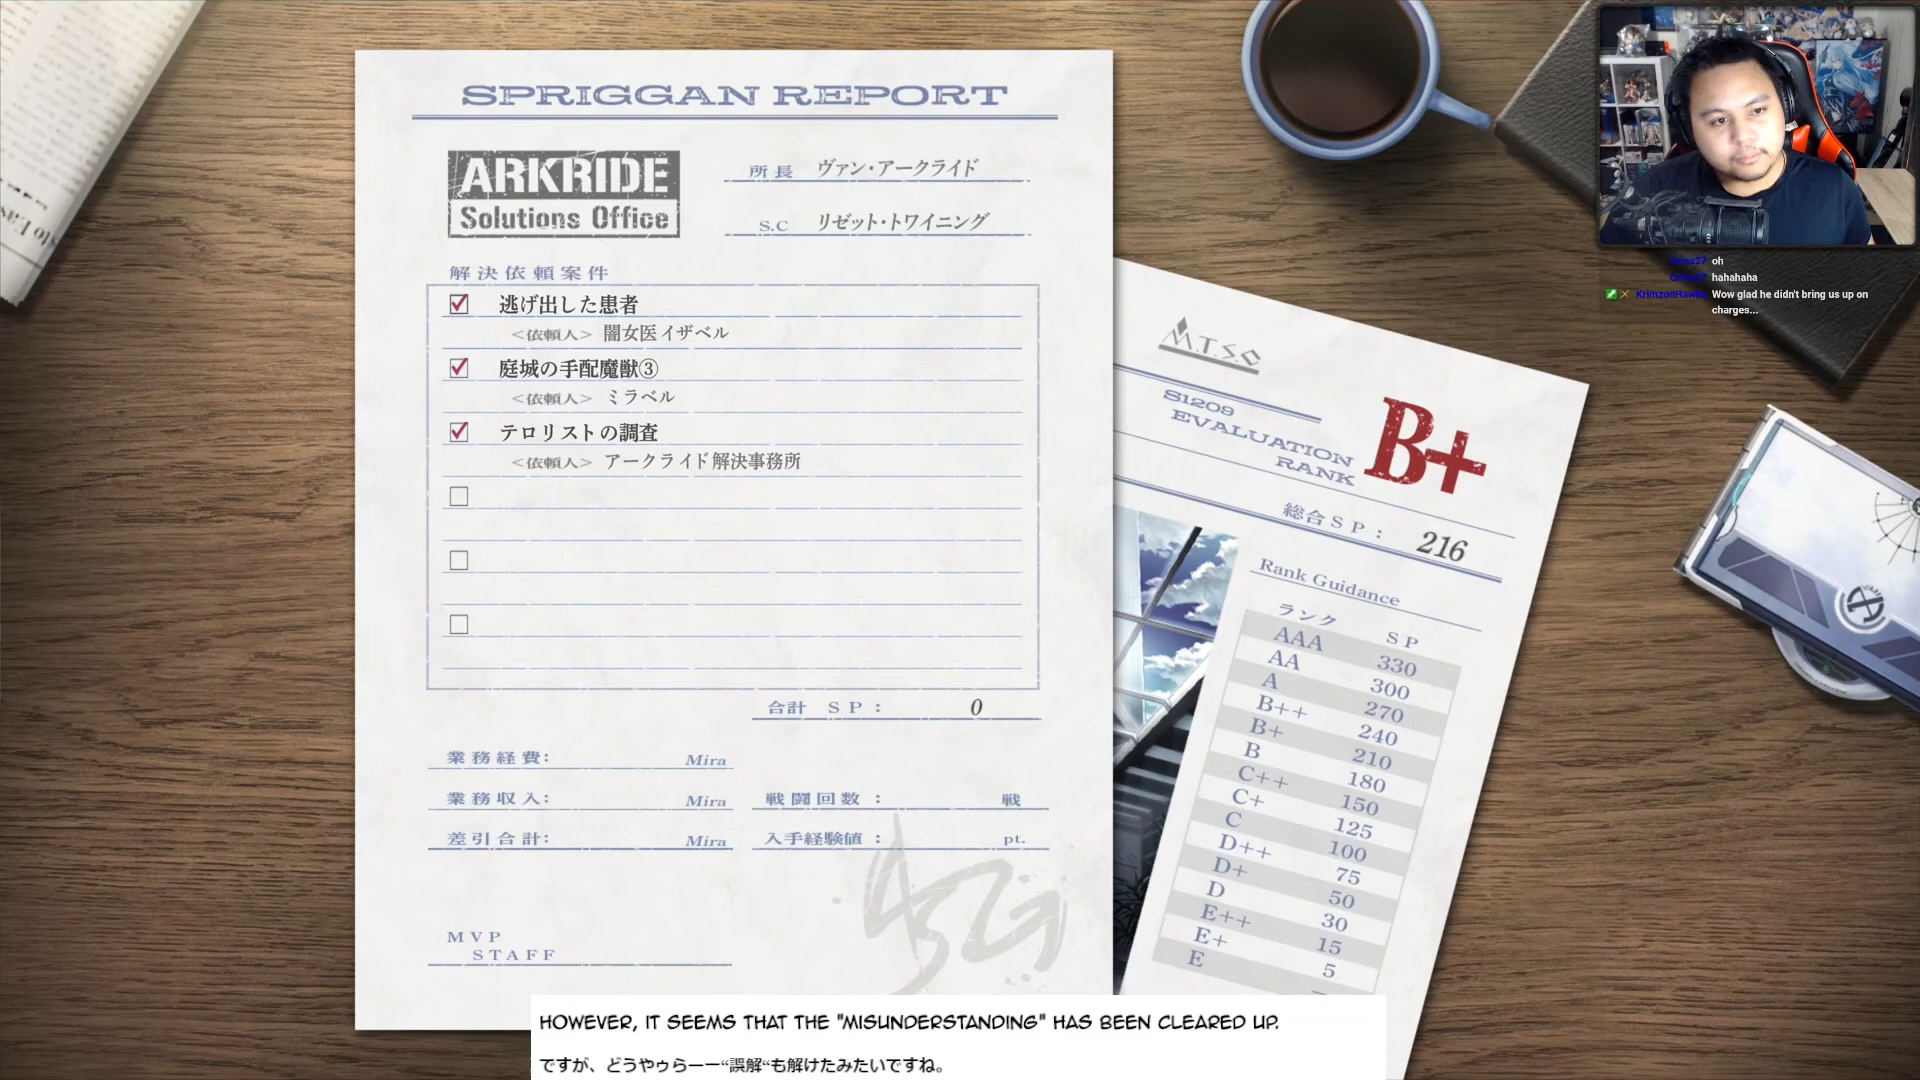 SPRIGGAN REPORT
ARKRIDE
Solutions Office
所長 ヴァン・アークライド
S.C リゼット・トワイニング
解決依頼案件
逃げ出した患者
<依頼人> 闇女医イザベル
庭城の手配魔獣③
<依頼人> ミラベル
テロリストの調査
<依頼人> アークライド解決事務所
合計 SP: 0
業務経費: Mira
業務収入: Mira
差引合計: Mira
戦闘回数: 戦
入手経験値: pt.
MVP
STAFF
M.T.S.C
S1209
EVALUATION
RANK
B+
総合SP: 216
Rank Guidance
ランク SP
AAA 330
AA 300
A 270
B++ 240
B+ 210
B 180
C++ 150
C+ 125
C 100
D++ 75
D+ 50
D 30
E++ 15
E+ 5
E –
oh
hahahaha
KrimzonHawk Wow glad he didn't bring us up on
charges...
HOWEVER, IT SEEMS THAT THE "MISUNDERSTANDING" HAS BEEN CLEARED UP.
ですが、どうやゥらーー“誤解“も解けたみたいですね。